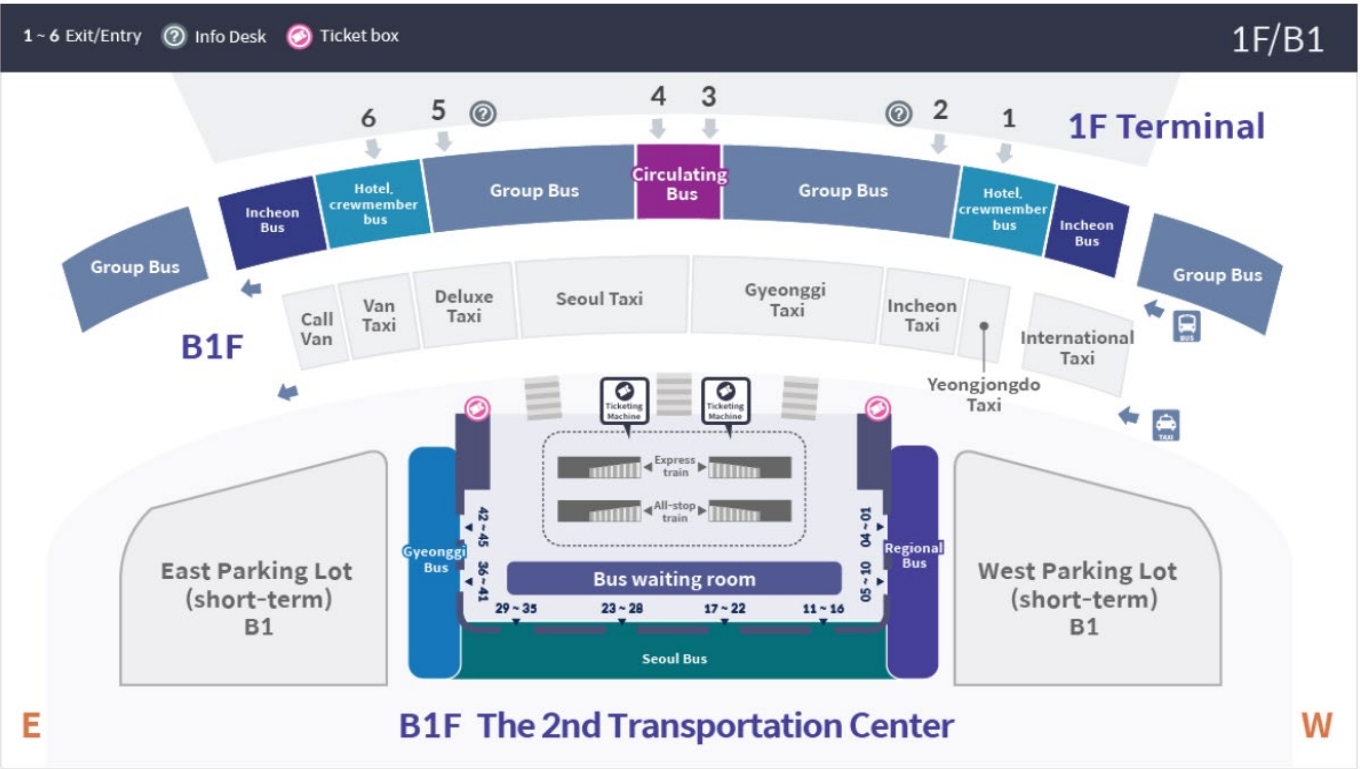 1 ~ 6 Exit/Entry ? Info Desk Ticket box
1F/B1
6 5 ? 4 3 ? 2 1
1F Terminal
Group Bus
Incheon
Bus
Hotel,
crewmember
bus
Group Bus
Circulating
Bus
Group Bus
Hotel,
crewmember
bus
Incheon
Bus
Group Bus
BUS
B1F
Call
Van
Van
Taxi
Deluxe
Taxi
Seoul Taxi
Gyeonggi
Taxi
Incheon
Taxi
Yeongjongdo
Taxi
International
Taxi
TAXI
Ticketing
Machine
Ticketing
Machine
Express
train
All-stop
train
Gyeonggi
Bus
42 ~ 45
36 ~ 41
04 ~ 01
05 ~ 10
Regional
Bus
Bus waiting room
29 ~ 35 23 ~ 28 17 ~ 22 11 ~ 16
Seoul Bus
East Parking Lot
(short-term)
B1
West Parking Lot
(short-term)
B1
E
B1F The 2nd Transportation Center
W